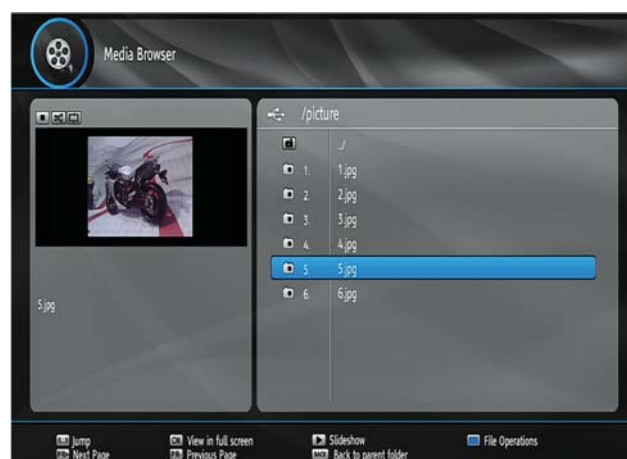 Media Browser
/picture
../
1. 1.jpg
2. 2.jpg
3. 3.jpg
4. 4.jpg
5. 5.jpg
6. 6.jpg
5.jpg
Jump OK View in full screen Slideshow File Operations
Next Page Previous Page BACK Back to parent folder